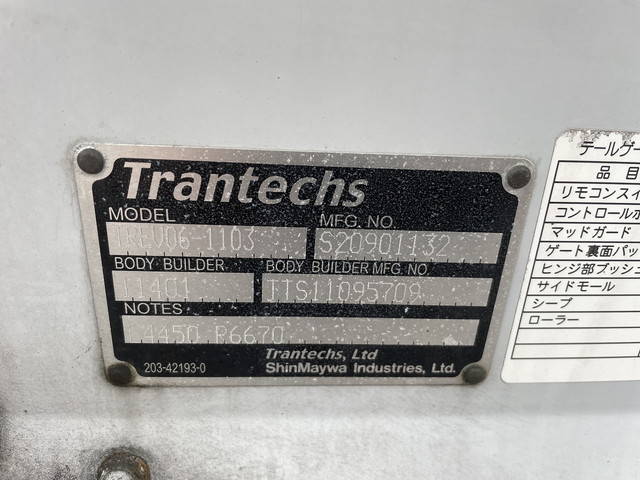 Trantechs
MODEL
MFG. NO
S20901132
BODY BUILDER
BODY BUILDER MFG NO.
11401
TTS11095709
NOTES
4450 R6670
203-42193-0
Trantechs, Ltd
ShinMaywa Industries, Ltd.
テールゲー
品 目
リモコンスイ
コントロールボ
マッドガード
ゲート裏面パッ
ヒンジ部ブッシュ
サイドモール
シーブ
ローラー